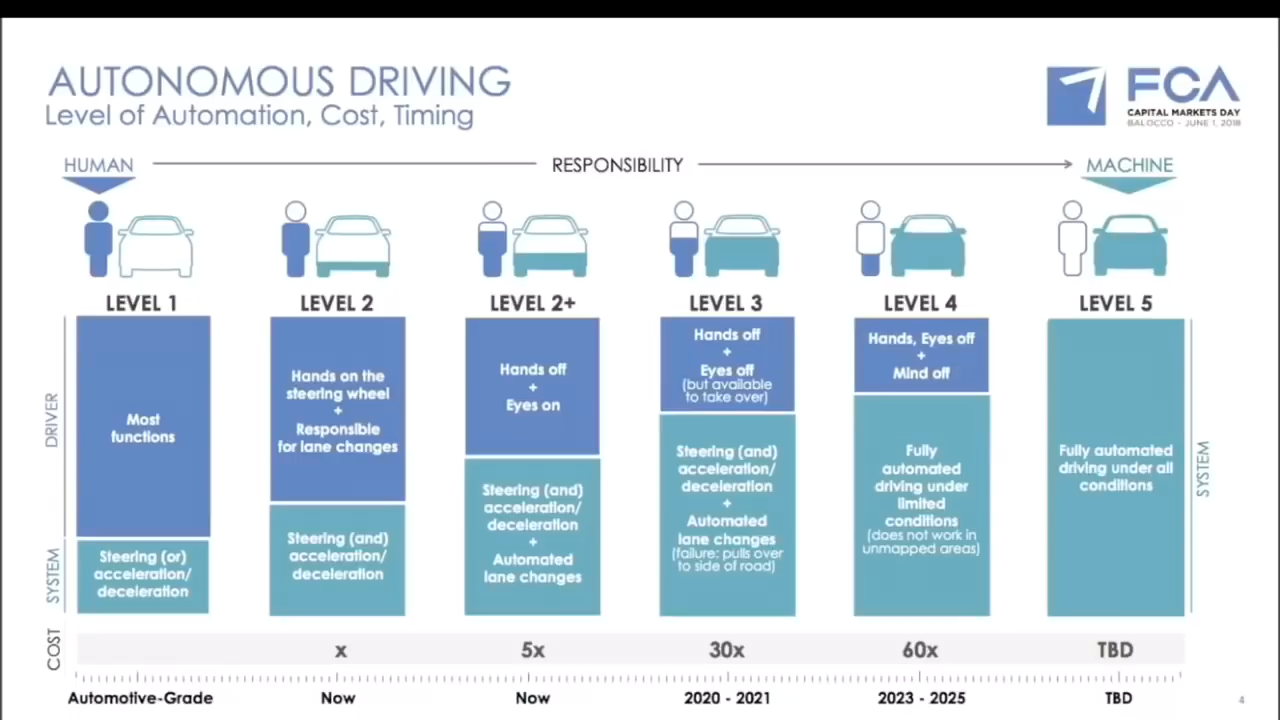 AUTONOMOUS DRIVING
Level of Automation, Cost, Timing
FCA
CAPITAL MARKETS DAY
BALOCCO - JUNE 1, 2018
HUMAN
RESPONSIBILITY
MACHINE
LEVEL 1
LEVEL 2
LEVEL 2+
LEVEL 3
LEVEL 4
LEVEL 5
DRIVER
SYSTEM
Most
functions
Steering (or)
acceleration/
deceleration
Hands on the
steering wheel
+
Responsible
for lane changes
Steering (and)
acceleration/
deceleration
Hands off
+
Eyes on
Steering (and)
acceleration/
deceleration
+
Automated
lane changes
Hands off
+
Eyes off
(but available
to take over)
Steering (and)
acceleration/
deceleration
+
Automated
lane changes
(failure: pulls over
to side of road)
Hands, Eyes off
+
Mind off
Fully
automated
driving under
limited
conditions
(does not work in
unmapped areas)
Fully automated
driving under all
conditions
SYSTEM
COST
x
5x
30x
60x
TBD
Automotive-Grade
Now
Now
2020 - 2021
2023 - 2025
TBD
4